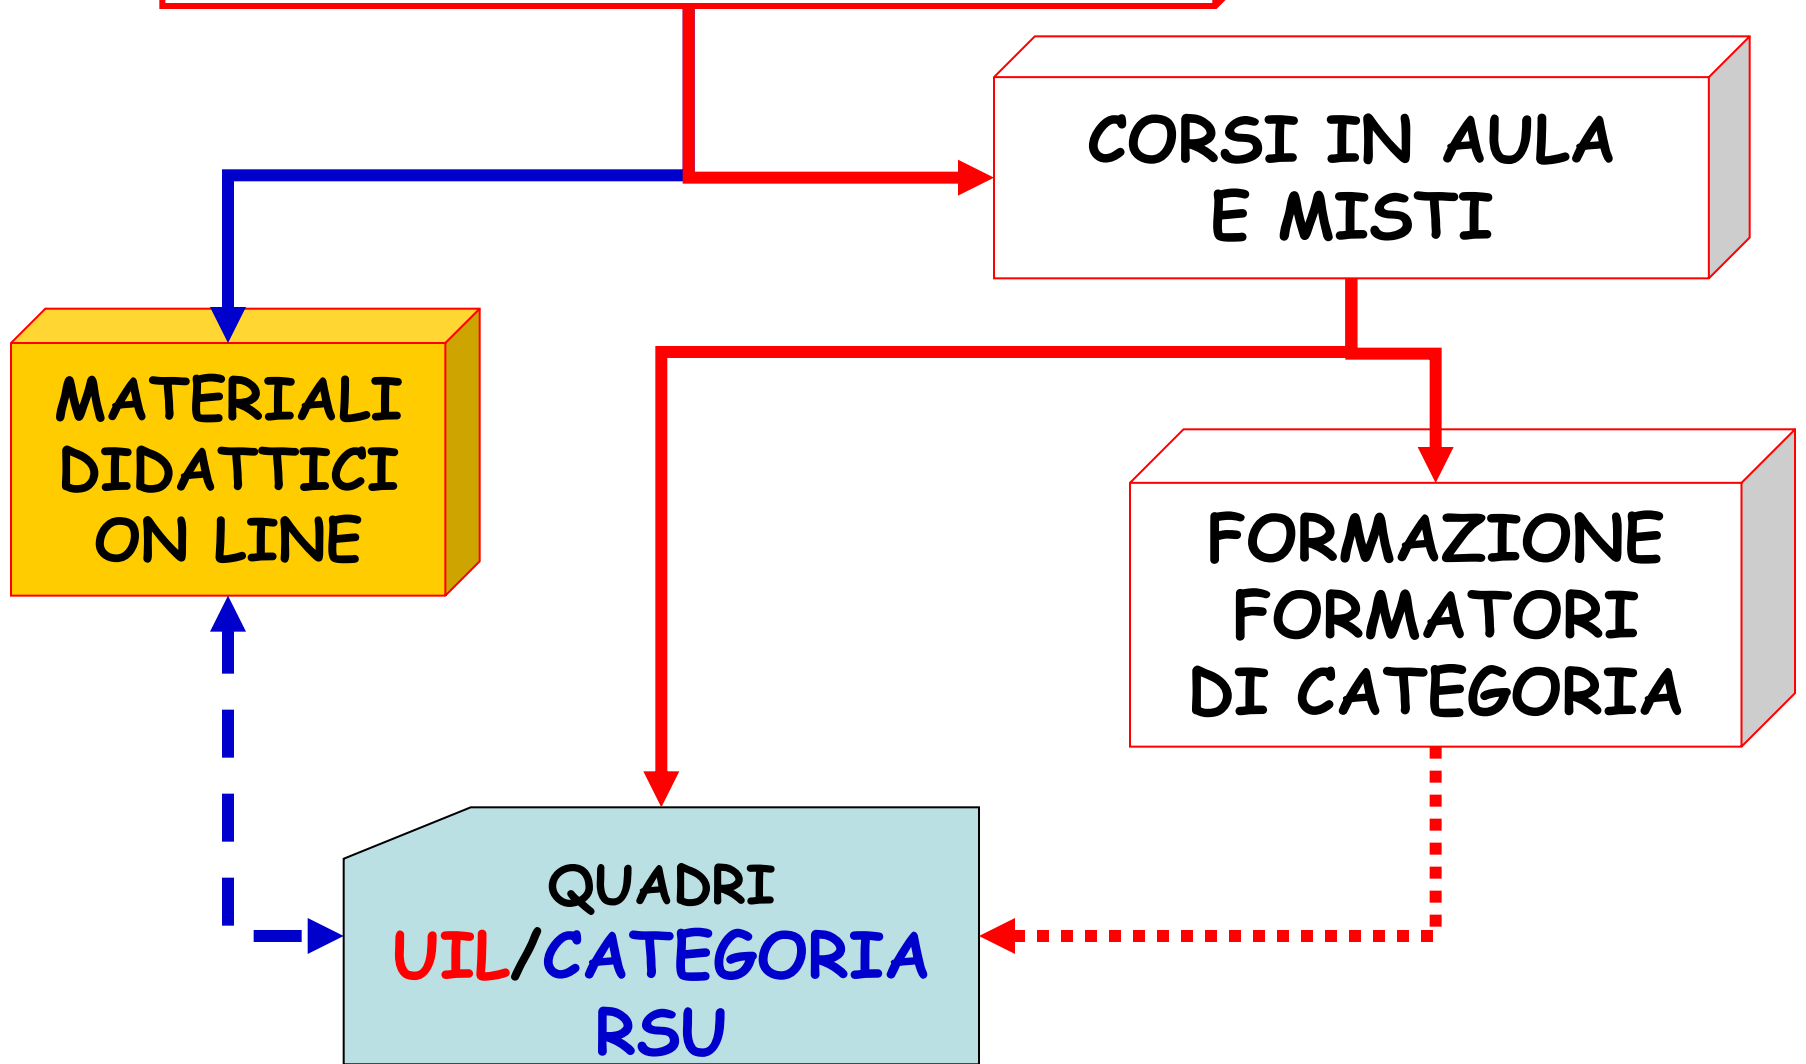 CORSI IN AULA
E MISTI
MATERIALI
DIDATTICI
ON LINE
FORMAZIONE
FORMATORI
DI CATEGORIA
QUADRI
UIL/CATEGORIA
RSU